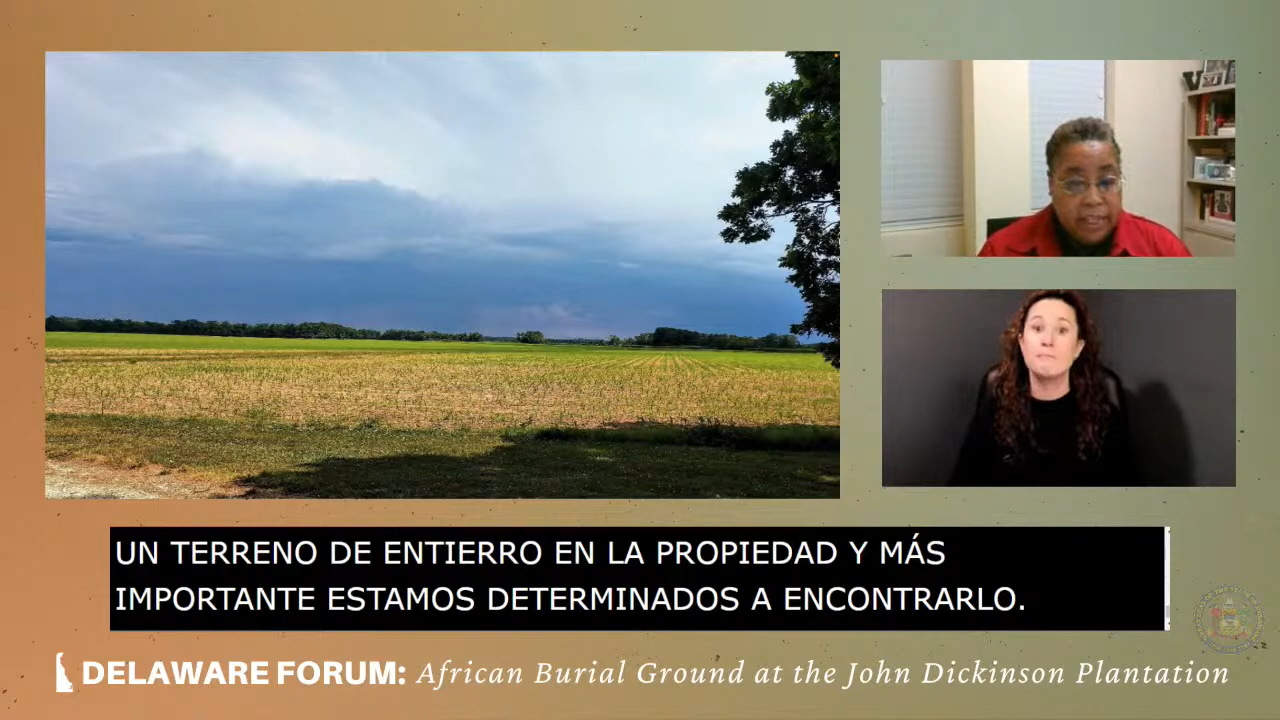 UN TERRENO DE ENTIERRO EN LA PROPIEDAD Y MÁS
IMPORTANTE ESTAMOS DETERMINADOS A ENCONTRARLO.
DELAWARE FORUM: African Burial Ground at the John Dickinson Plantation